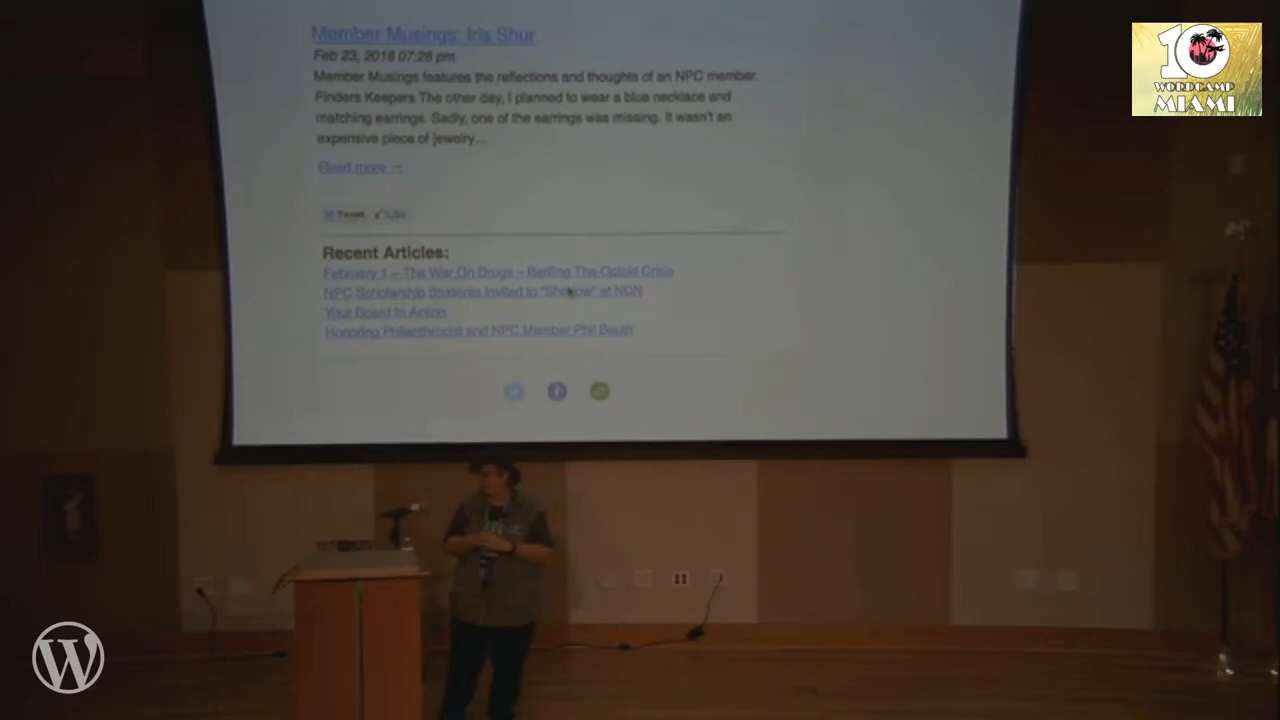 Member Musings: Iris Shur
Feb 23, 2018 07:28 pm
Member Musings features the reflections and thoughts of an NPC member.
Finders Keepers The other day, I planned to wear a blue necklace and
matching earrings. Sadly, one of the earrings was missing. It wasn't an
expensive piece of jewelry...
Read more →
Tweet Like
Recent Articles:
February 1 – The War On Drugs – Battling The Opioid Crisis
NPC Scholarship Students Invited to "Shadow" at NON
Your Board In Action
Honoring Philanthropist and NPC Member Phil Bauth
10
WORDCAMP
MIAMI
W